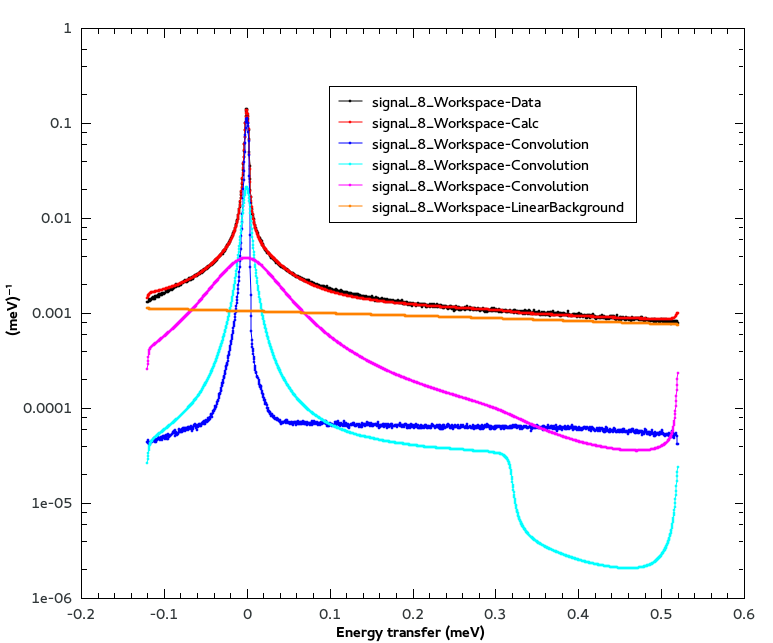 1
0.1
0.01
0.001
0.0001
1e-05
1e-06
(meV)⁻¹
signal_8_Workspace-Data
signal_8_Workspace-Calc
signal_8_Workspace-Convolution
signal_8_Workspace-Convolution
signal_8_Workspace-Convolution
signal_8_Workspace-LinearBackground
-0.2 -0.1 0 0.1 0.2 0.3 0.4 0.5 0.6
Energy transfer (meV)